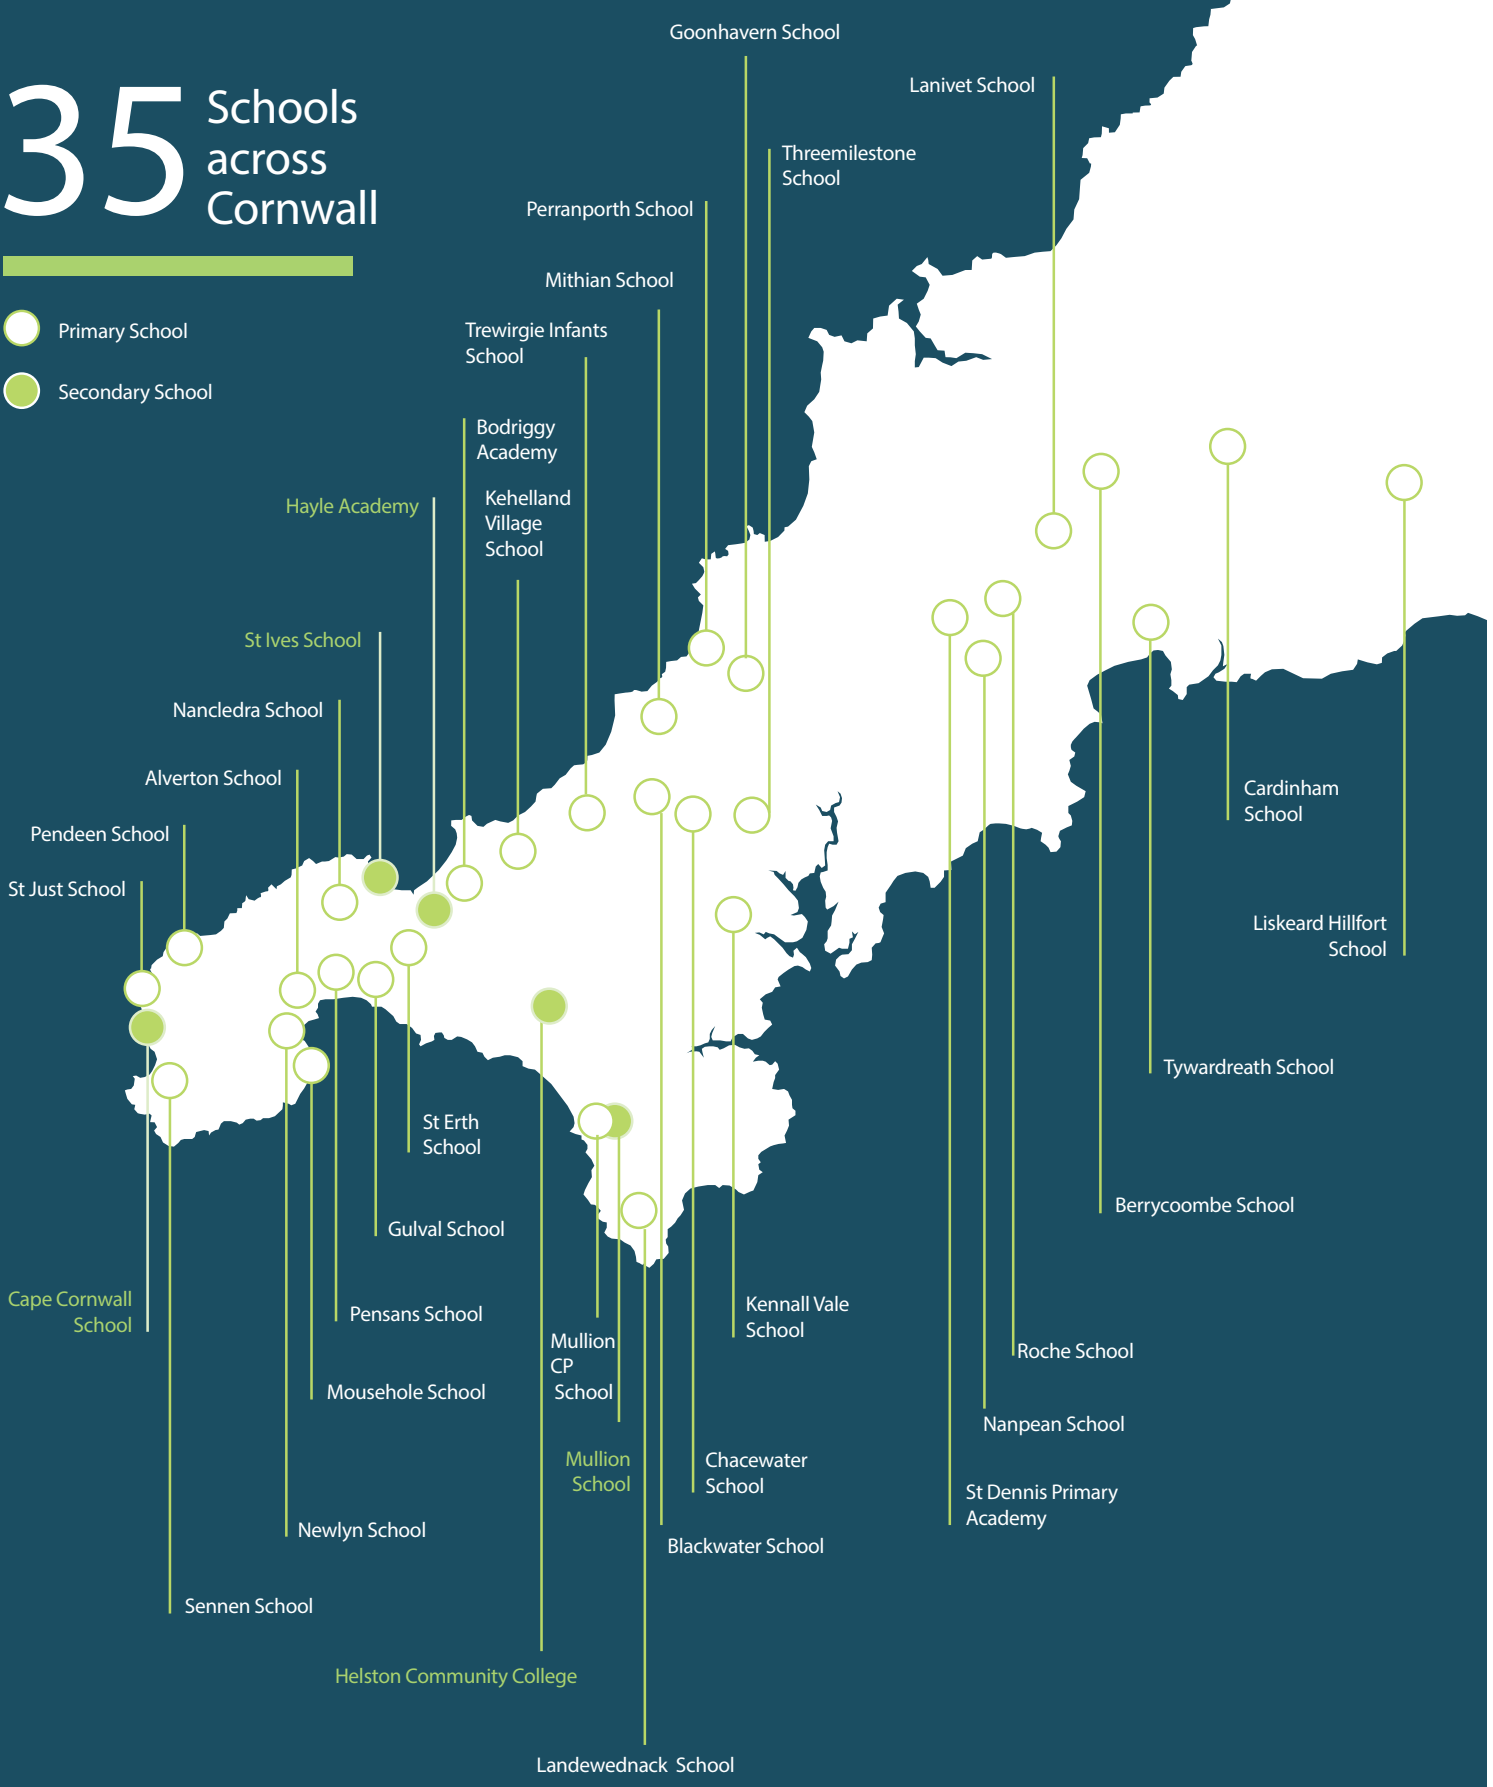 35
Schools
across
Cornwall
Primary School
Secondary School
Goonhavern School
Lanivet School
Threemilestone
School
Perranporth School
Mithian School
Trewirgie Infants
School
Bodriggy
Academy
Kehelland
Village
School
Hayle Academy
St Ives School
Nancledra School
Alverton School
Pendeen School
St Just School
Cardinham
School
Liskeard Hillfort
School
Tywardreath School
Berrycoombe School
St Erth
School
Gulval School
Pensans School
Cape Cornwall
School
Mousehole School
Mullion
CP
School
Kennall Vale
School
Roche School
Nanpean School
Mullion
School
Chacewater
School
St Dennis Primary
Academy
Newlyn School
Blackwater School
Sennen School
Helston Community College
Landewednack School